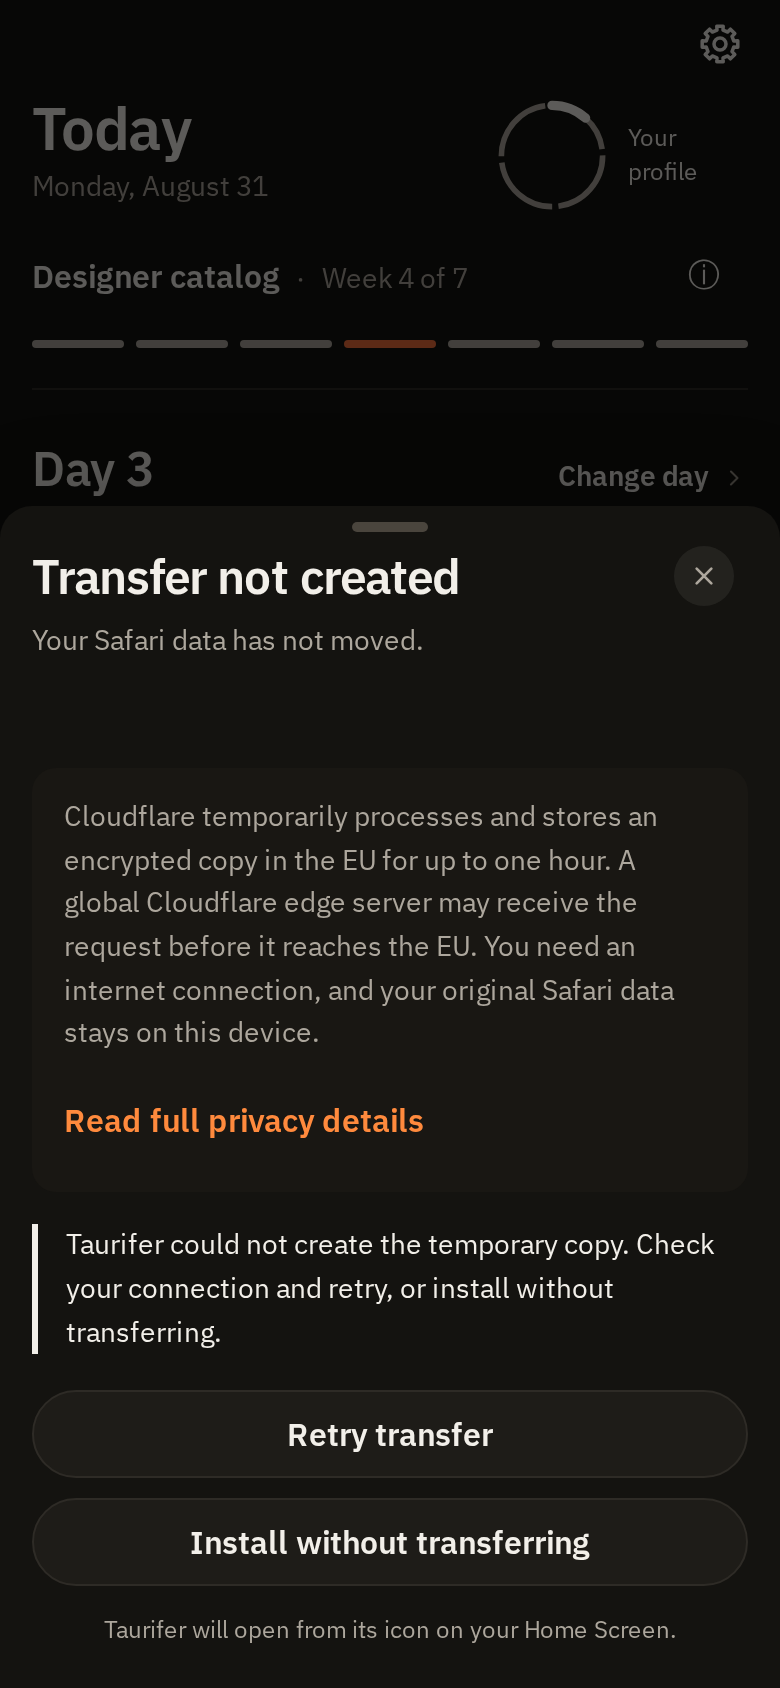 Today
Monday, August 31
Your
profile
Designer catalog · Week 4 of 7
Day 3
Change day
Transfer not created
Your Safari data has not moved.
Cloudflare temporarily processes and stores an
encrypted copy in the EU for up to one hour. A
global Cloudflare edge server may receive the
request before it reaches the EU. You need an
internet connection, and your original Safari data
stays on this device.
Read full privacy details
Taurifer could not create the temporary copy. Check
your connection and retry, or install without
transferring.
Retry transfer
Install without transferring
Taurifer will open from its icon on your Home Screen.